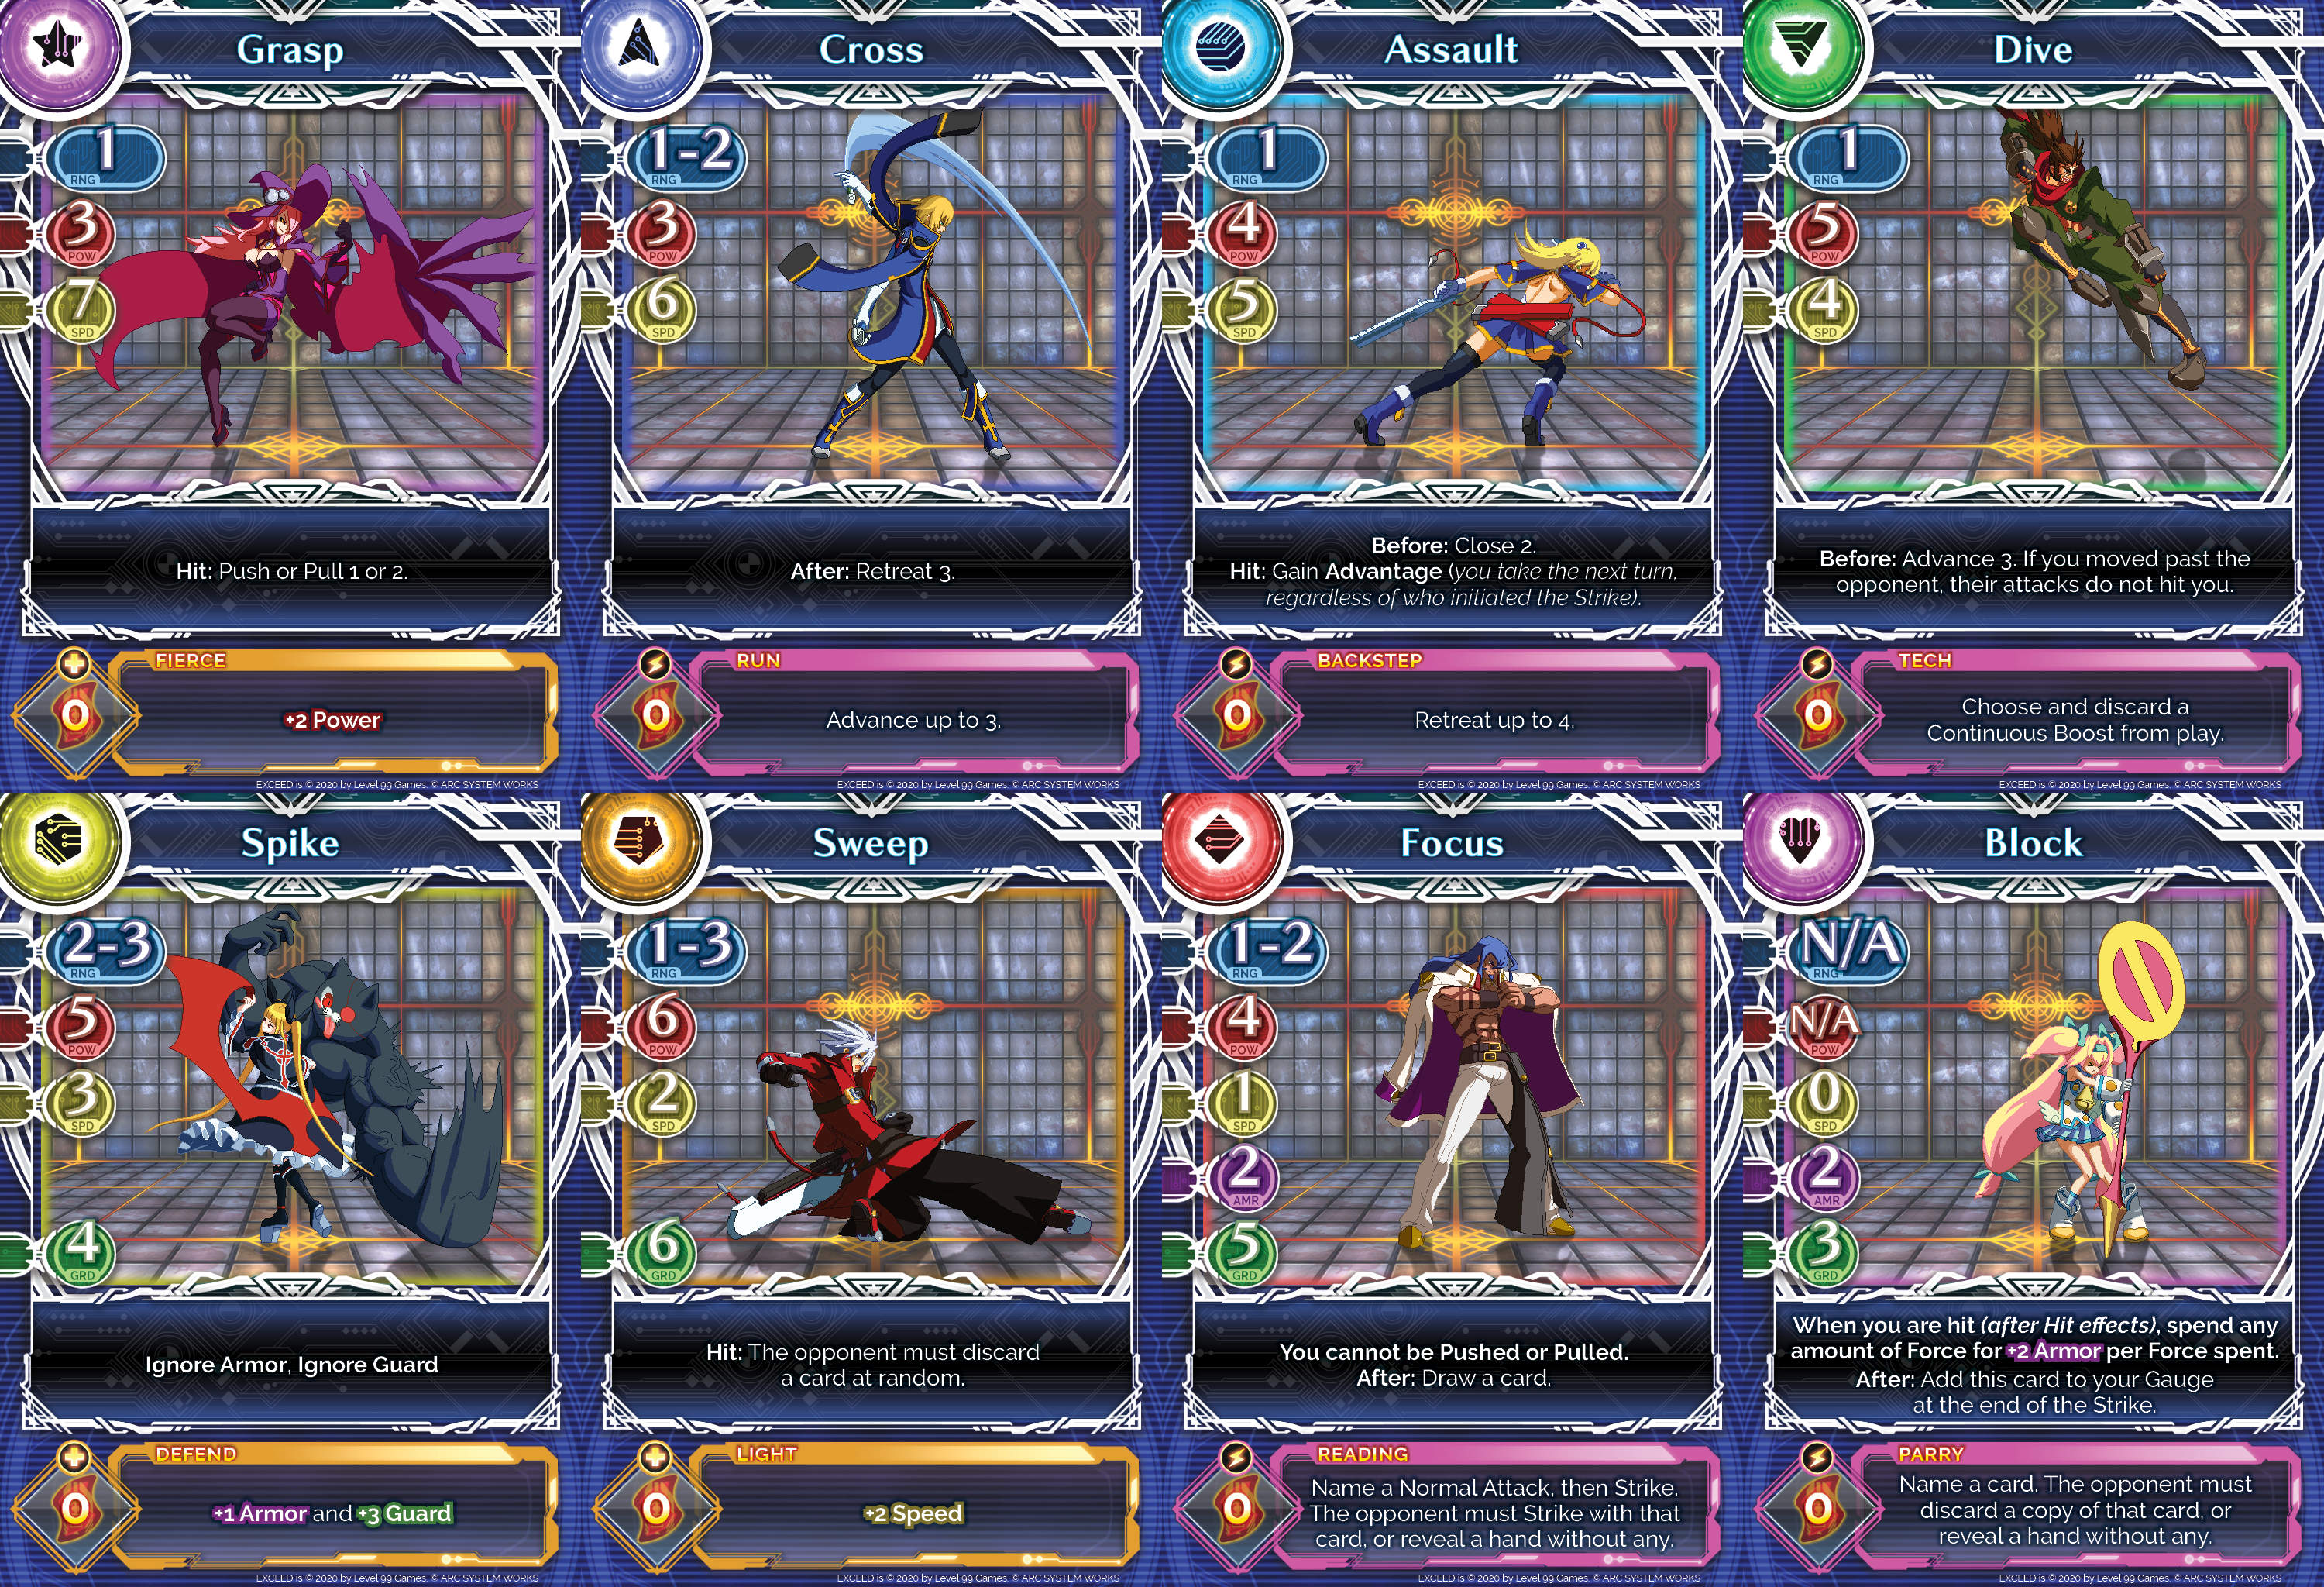 Grasp
1
RNG
3
POW
7
SPD
Hit: Push or Pull 1 or 2.
FIERCE
0
+2 Power
EXCEED is © 2020 by Level 99 Games. © ARC SYSTEM WORKS
Cross
1-2
RNG
3
POW
6
SPD
After: Retreat 3.
RUN
0
Advance up to 3.
EXCEED is © 2020 by Level 99 Games. © ARC SYSTEM WORKS
Assault
1
RNG
4
POW
5
SPD
Before: Close 2.
Hit: Gain Advantage (you take the next turn,
regardless of who initiated the Strike).
BACKSTEP
0
Retreat up to 4.
EXCEED is © 2020 by Level 99 Games. © ARC SYSTEM WORKS
Dive
1
RNG
5
POW
4
SPD
Before: Advance 3. If you moved past the
opponent, their attacks do not hit you.
TECH
0
Choose and discard a
Continuous Boost from play.
EXCEED is © 2020 by Level 99 Games. © ARC SYSTEM WORKS
Spike
2-3
RNG
5
POW
3
SPD
4
GRD
Ignore Armor, Ignore Guard
DEFEND
0
+1 Armor and +3 Guard
EXCEED is © 2020 by Level 99 Games. © ARC SYSTEM WORKS
Sweep
1-3
RNG
6
POW
2
SPD
6
GRD
Hit: The opponent must discard
a card at random.
LIGHT
0
+2 Speed
EXCEED is © 2020 by Level 99 Games. © ARC SYSTEM WORKS
Focus
1-2
RNG
4
POW
1
SPD
2
AMR
5
GRD
You cannot be Pushed or Pulled.
After: Draw a card.
READING
0
Name a Normal Attack, then Strike.
The opponent must Strike with that
card, or reveal a hand without any.
EXCEED is © 2020 by Level 99 Games. © ARC SYSTEM WORKS
Block
N/A
RNG
N/A
POW
0
SPD
2
AMR
3
GRD
When you are hit (after Hit effects), spend any
amount of Force for +2 Armor per Force spent.
After: Add this card to your Gauge
at the end of the Strike.
PARRY
0
Name a card. The opponent must
discard a copy of that card, or
reveal a hand without any.
EXCEED is © 2020 by Level 99 Games. © ARC SYSTEM WORKS